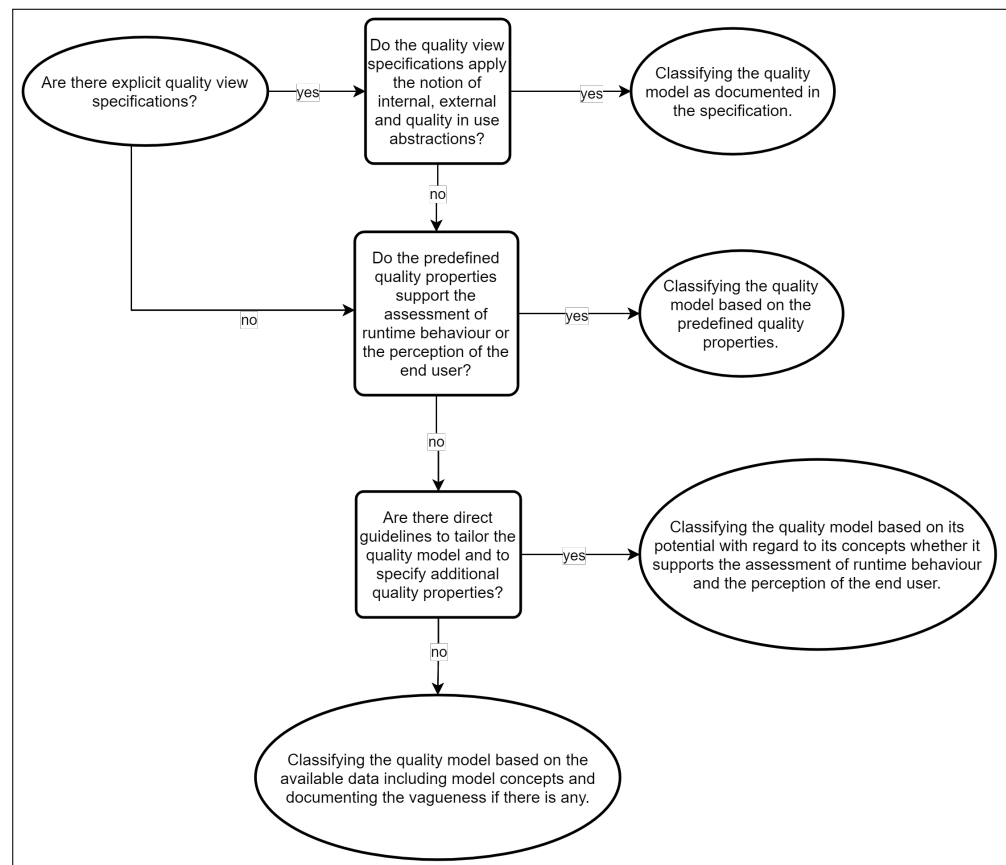 Are there explicit quality view
specifications?
yes
Do the quality view
specifications apply
the notion of
internal, external
and quality in use
abstractions?
yes
Classifying the quality
model as documented in
the specification.
no
no
Do the predefined
quality properties
support the
assessment of
runtime behaviour or
the perception of the
end user?
yes
Classifying the quality
model based on the
predefined quality
properties.
no
Are there direct
guidelines to tailor the
quality model and to
specify additional
quality properties?
yes
Classifying the quality model based on its
potential with regard to its concepts whether it
supports the assessment of runtime behaviour
and the perception of the end user.
no
Classifying the quality model based on the
available data including model concepts and
documenting the vagueness if there is any.